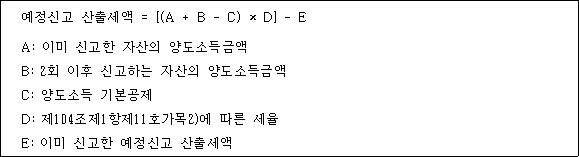 예정신고 산출세액 = [(A + B - C) × D] - E
A: 이미 신고한 자산의 양도소득금액
B: 2회 이후 신고하는 자산의 양도소득금액
C: 양도소득 기본공제
D: 제104조제1항제11호가목2)에 따른 세율
E: 이미 신고한 예정신고 산출세액